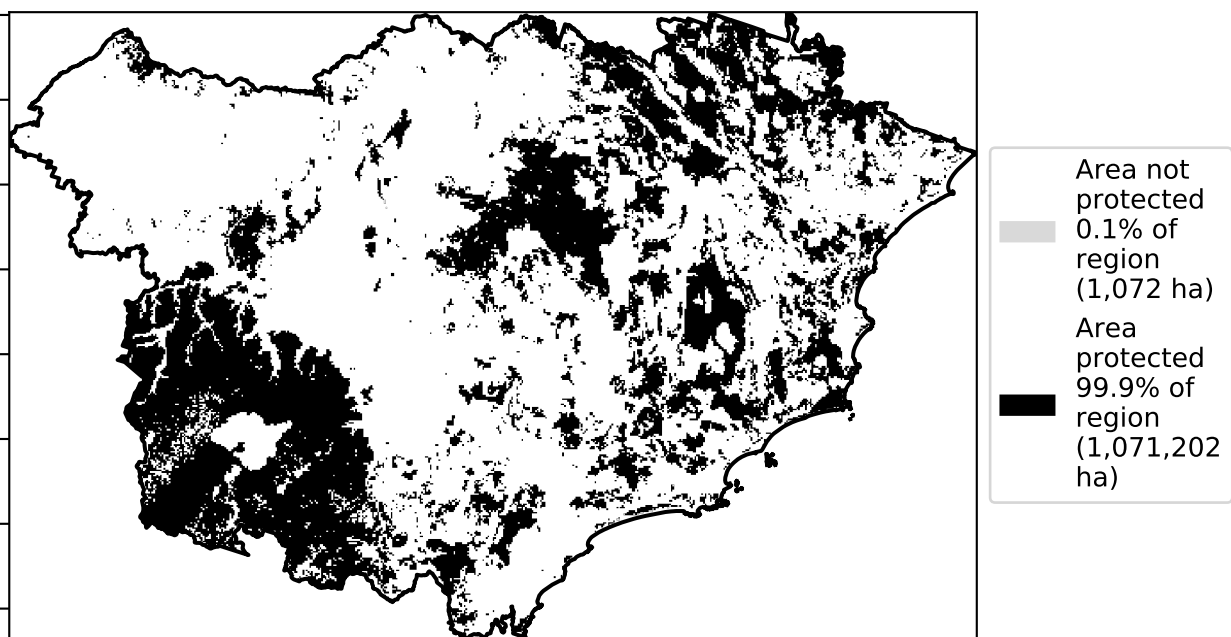 Area not
protected
0.1% of
region
(1,072 ha)
Area
protected
99.9% of
region
(1,071,202
ha)